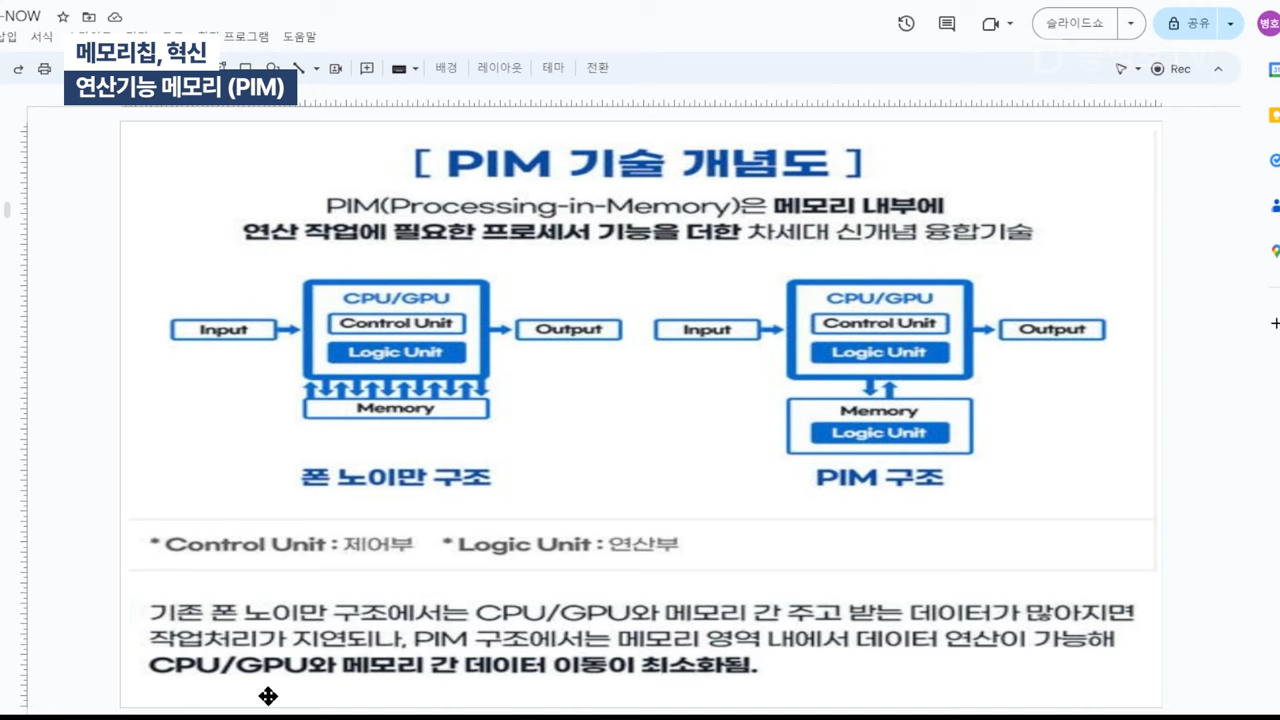 -NOW
삽입 서식 프로그램 도움말
메모리칩, 혁신
연산기능 메모리 (PIM)
슬라이드쇼
공유
병호
배경 레이아웃 테마 전환
Rec
[ PIM 기술 개념도 ]
PIM(Processing-in-Memory)은 메모리 내부에
연산 작업에 필요한 프로세서 기능을 더한 차세대 신개념 융합기술
CPU/GPU
Control Unit
Logic Unit
Input
Output
Memory
폰 노이만 구조
CPU/GPU
Control Unit
Logic Unit
Input
Output
Memory
Logic Unit
PIM 구조
* Control Unit : 제어부 * Logic Unit : 연산부
기존 폰 노이만 구조에서는 CPU/GPU와 메모리 간 주고 받는 데이터가 많아지면
작업처리가 지연되나, PIM 구조에서는 메모리 영역 내에서 데이터 연산이 가능해
CPU/GPU와 메모리 간 데이터 이동이 최소화됨.